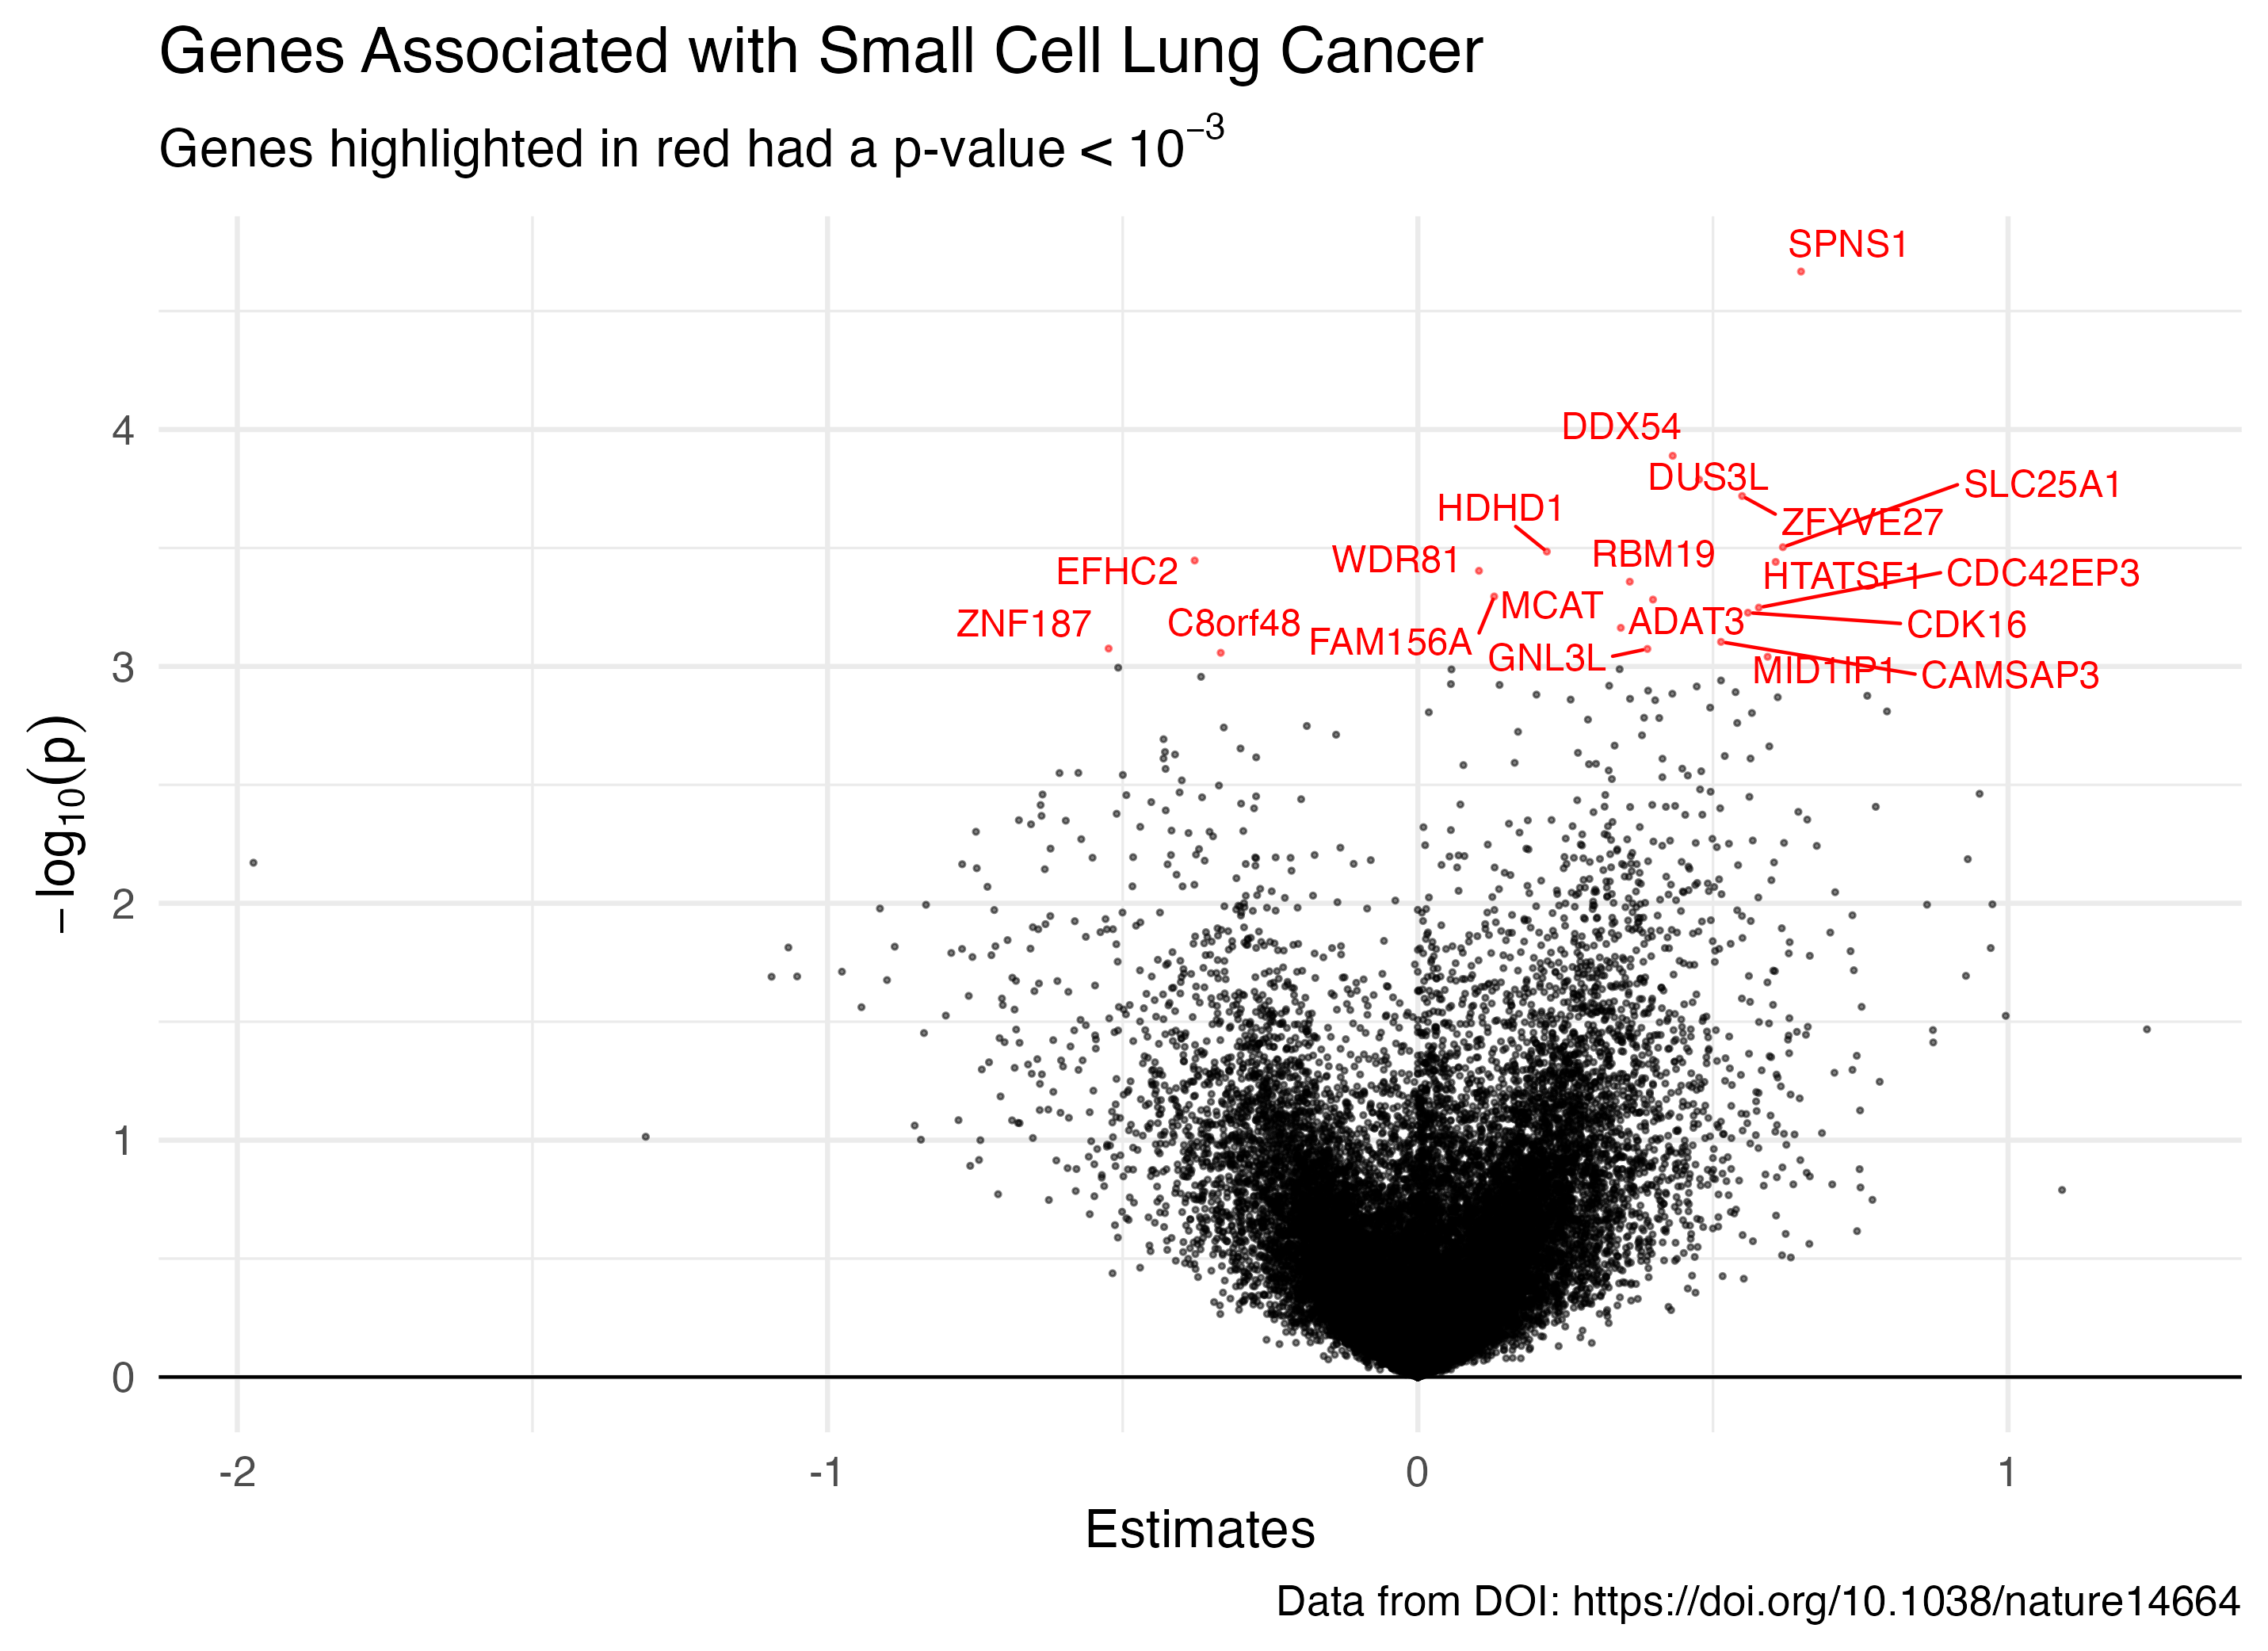 Genes Associated with Small Cell Lung Cancer
Genes highlighted in red had a p-value < 10⁻³
SPNS1
4
DDX54
DUS3L
SLC25A1
HDHD1
ZFYVE27
EFHC2
WDR81
RBM19
HTATSF1
CDC42EP3
ZNF187
C8orf48
FAM156A
MCAT
ADAT3
CDK16
3
GNL3L
MID1IP1
CAMSAP3
−log₁₀(p)
2
1
0
-2
-1
0
1
Estimates
Data from DOI: https://doi.org/10.1038/nature14664